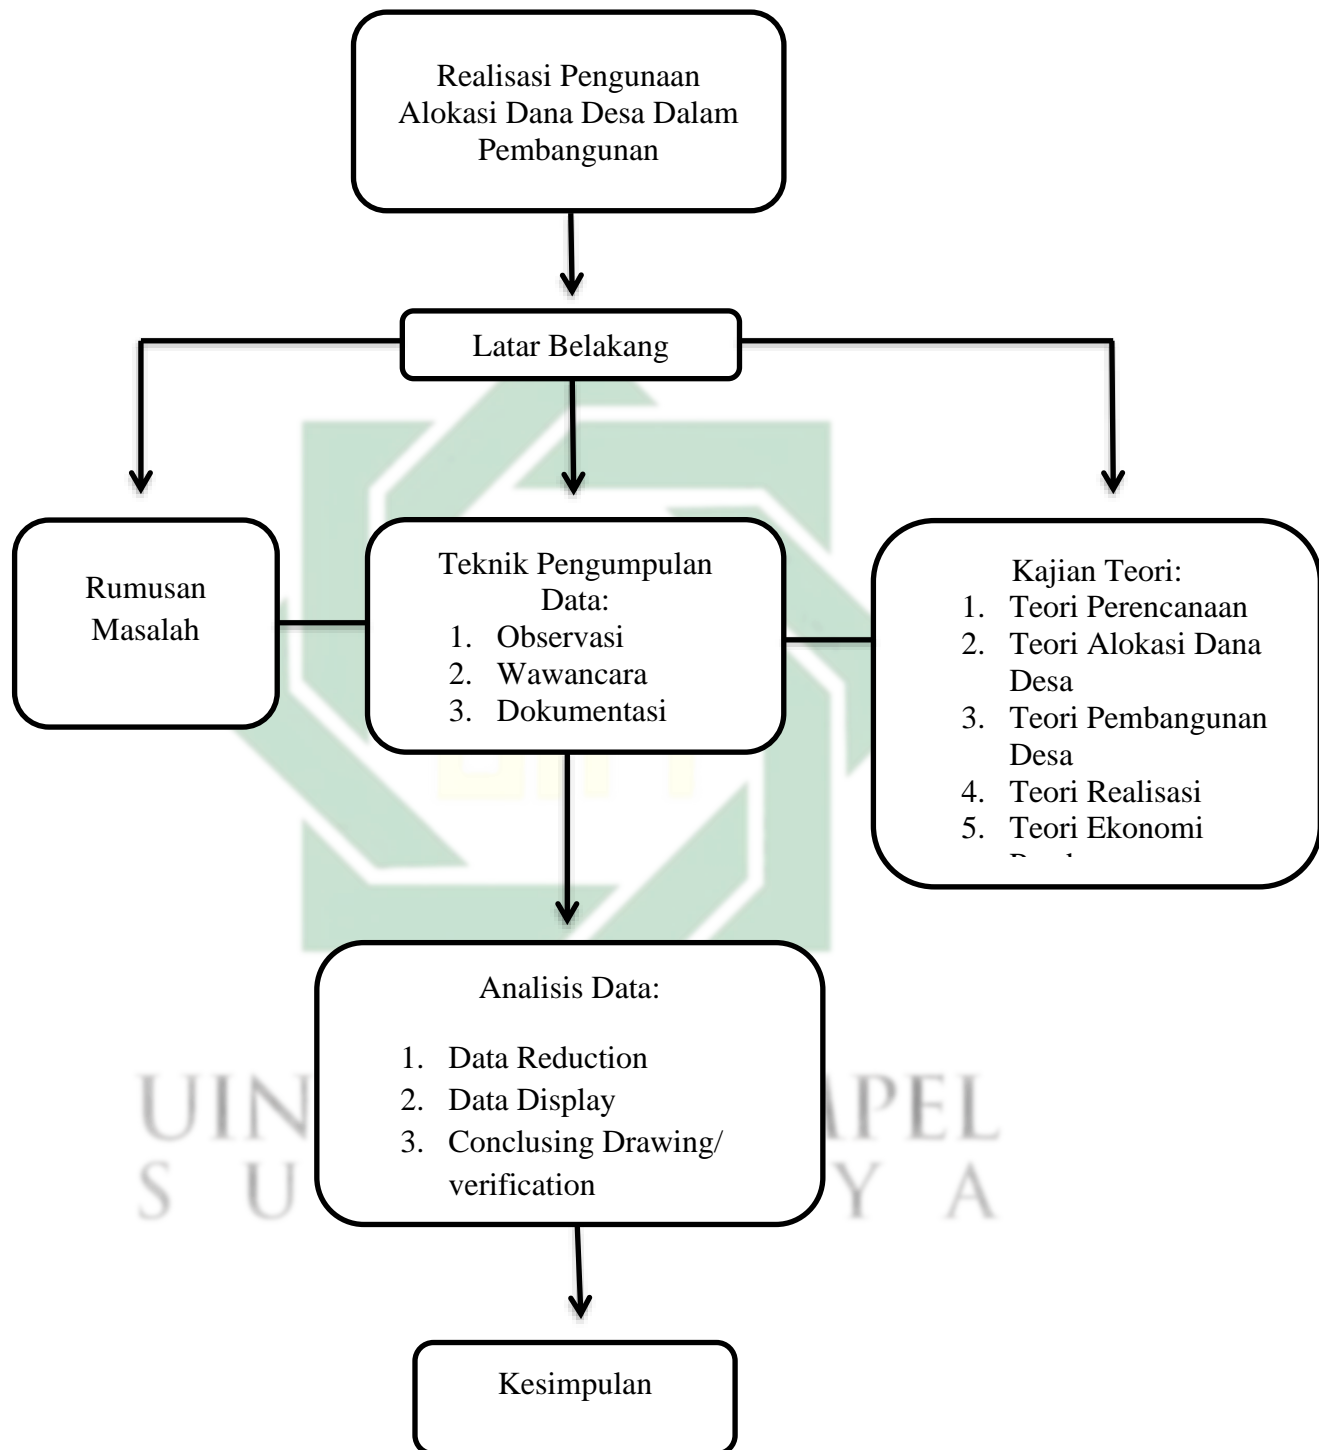 Realisasi Pengunaan
Alokasi Dana Desa Dalam
Pembangunan
Latar Belakang
Rumusan
Masalah
Teknik Pengumpulan
Data:
1. Observasi
2. Wawancara
3. Dokumentasi
Kajian Teori:
1. Teori Perencanaan
2. Teori Alokasi Dana
Desa
3. Teori Pembangunan
Desa
4. Teori Realisasi
5. Teori Ekonomi
Analisis Data:
1. Data Reduction
2. Data Display
3. Conclusing Drawing/
verification
UIN
Kesimpulan